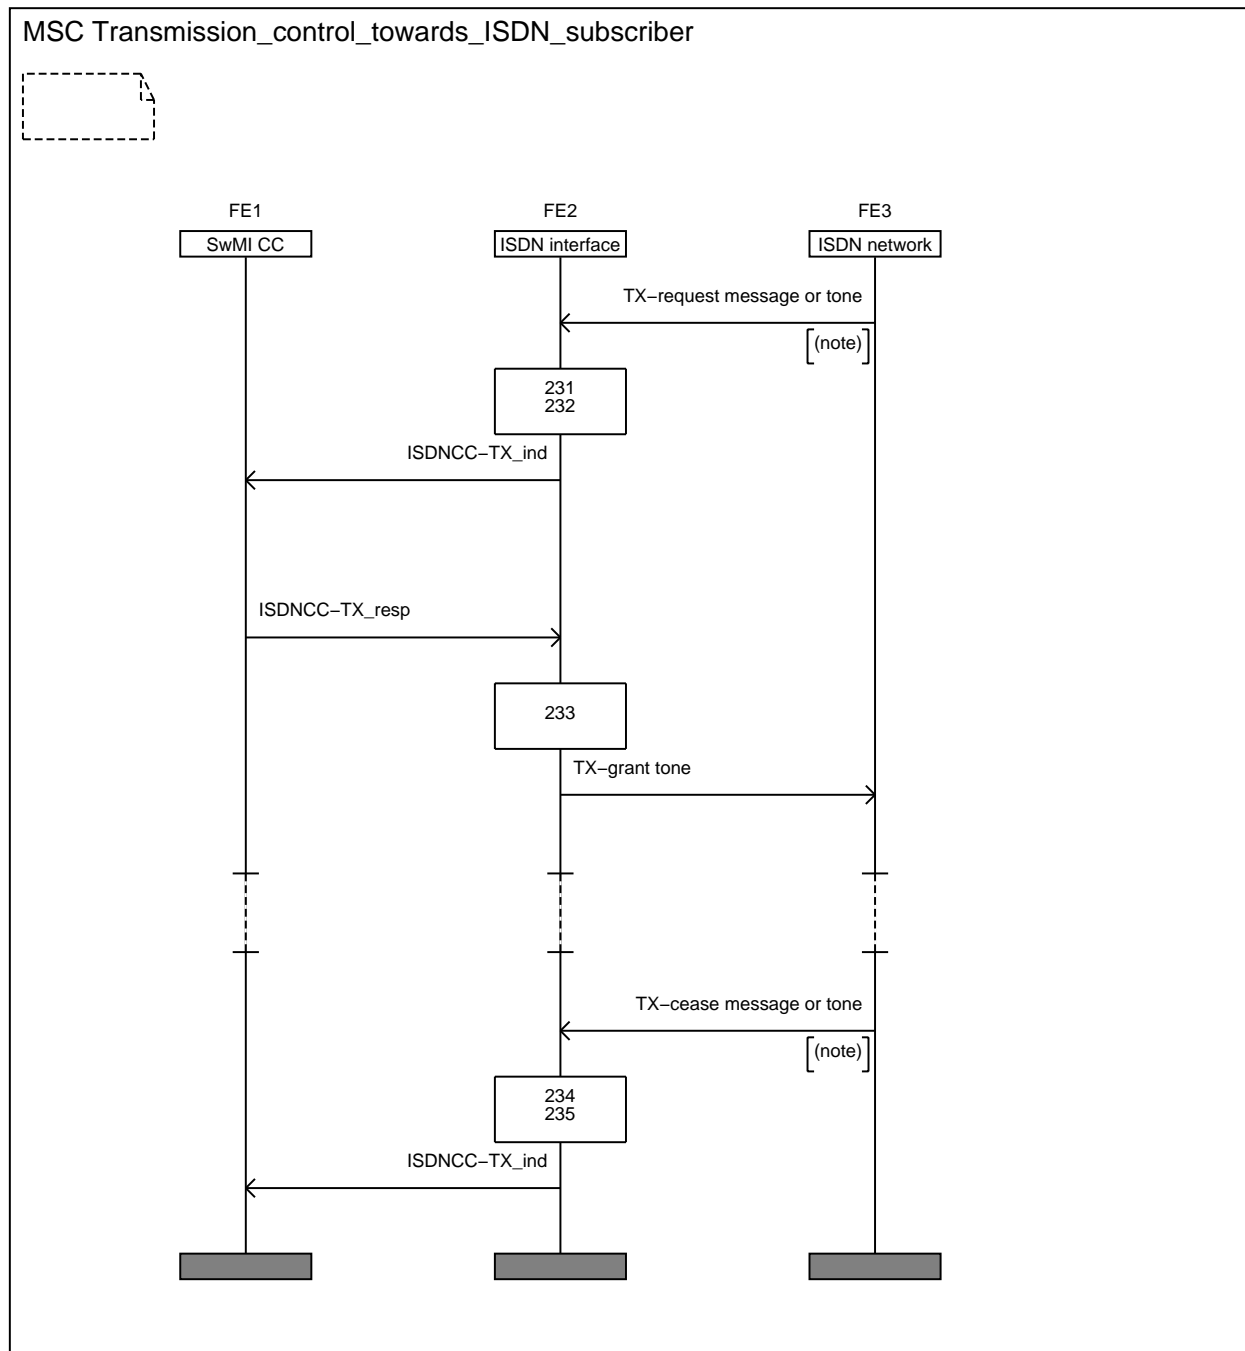 MSC Transmission_control_towards_ISDN_subscriber
FE1 FE2 FE3
SwMI CC ISDN interface ISDN network
TX−request message or tone
(note)
231
232
ISDNCC−TX_ind
ISDNCC−TX_resp
233
TX−grant tone
TX−cease message or tone
(note)
234
235
ISDNCC−TX_ind